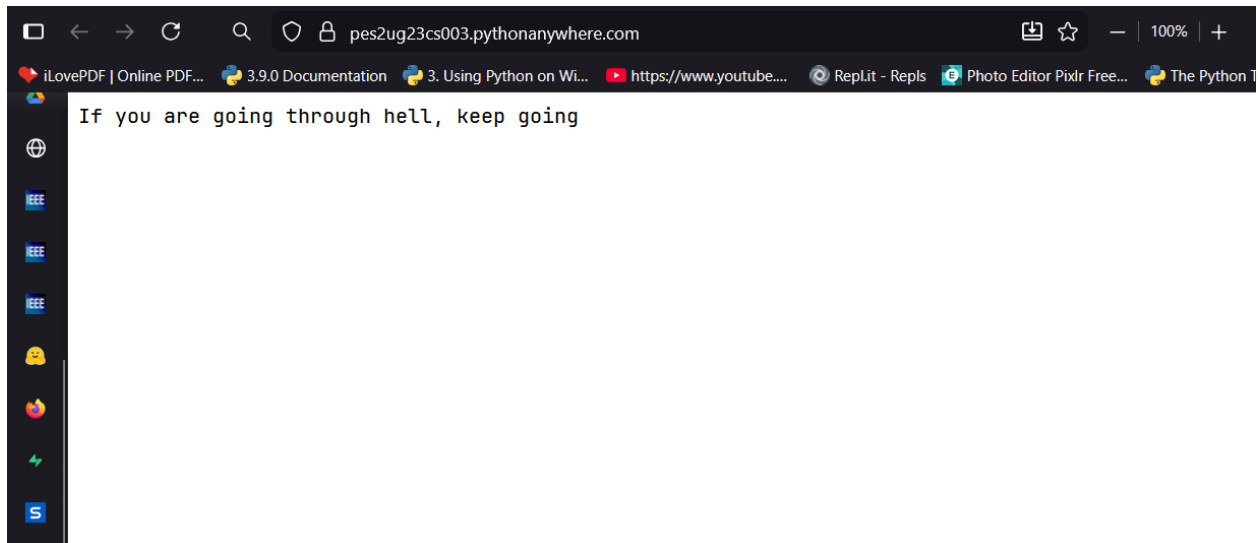 pes2ug23cs003.pythonanywhere.com
100%
iLovePDF | Online PDF...
3.9.0 Documentation
3. Using Python on Wi...
https://www.youtube....
Repl.it - Repls
Photo Editor Pixlr Free...
The Python T
If you are going through hell, keep going
IEEE
IEEE
IEEE
S